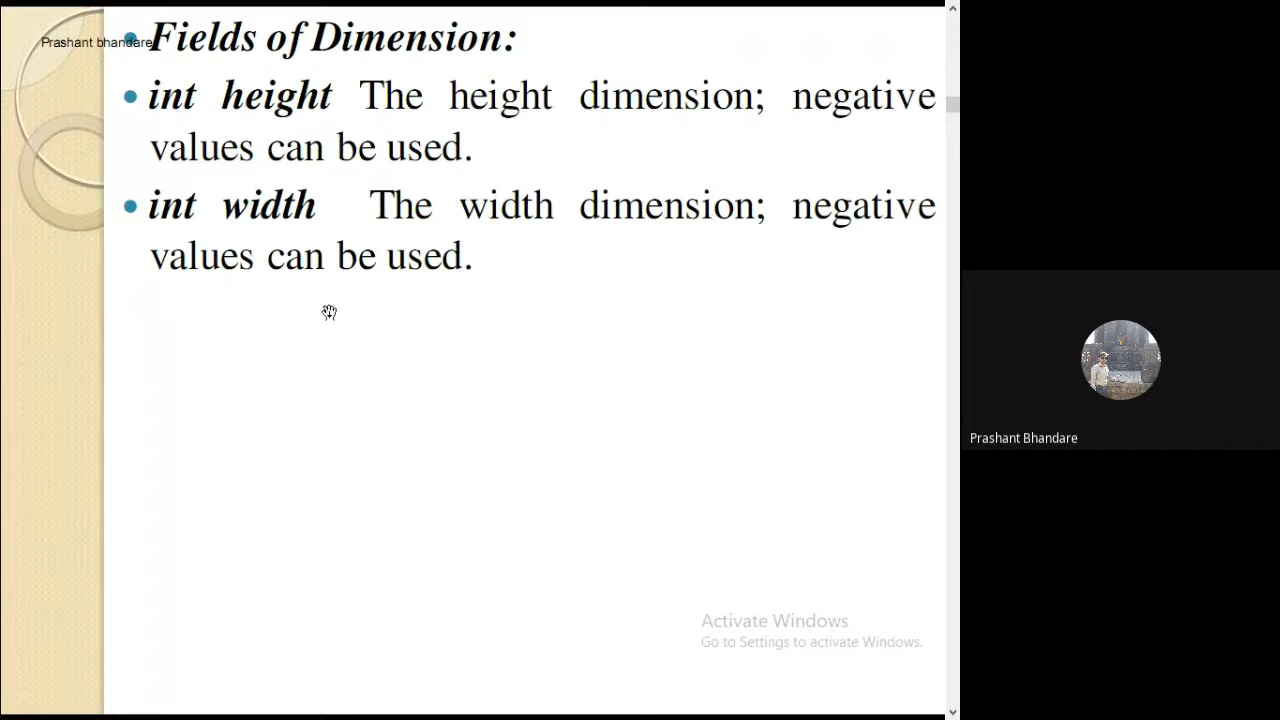 Prashant bhandare
Fields of Dimension:
int height The height dimension; negative
values can be used.
int width The width dimension; negative
values can be used.
Activate Windows
Go to Settings to activate Windows.
Prashant Bhandare